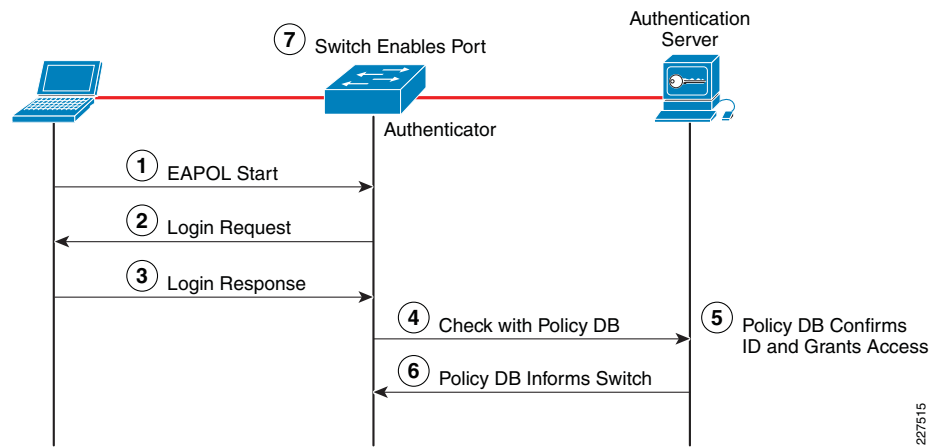 Authentication
Server
7 Switch Enables Port
Authenticator
1 EAPOL Start
2 Login Request
3 Login Response
4 Check with Policy DB
5 Policy DB Confirms
ID and Grants Access
6 Policy DB Informs Switch
227515